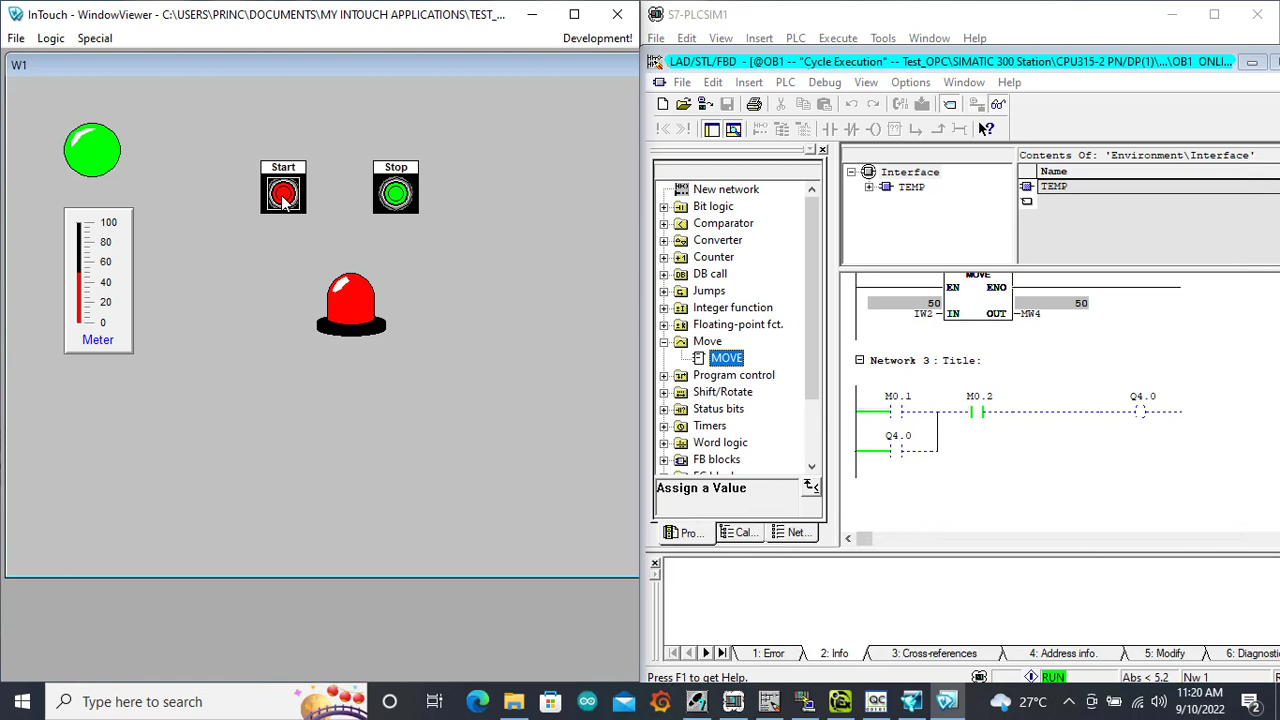 InTouch - WindowViewer - C:\USERS\PRINC\DOCUMENTS\MY INTOUCH APPLICATIONS\TEST_...
File Logic Special Development!
W1
Start Stop
100
80
60
40
20
0
Meter
S7-PLCSIM1
File Edit View Insert PLC Execute Tools Window Help
LAD/STL/FBD - [@OB1 -- "Cycle Execution" -- Test_OPC\SIMATIC 300 Station\CPU315-2 PN/DP(1)\...\OB1 ONLI...
File Edit Insert PLC Debug View Options Window Help
New network
Bit logic
Comparator
Converter
Counter
DB call
Jumps
Integer function
Floating-point fct.
Move
MOVE
Program control
Shift/Rotate
Status bits
Timers
Word logic
FB blocks
Assign a Value
Pro... Cal... Net...
Interface
TEMP
Contents Of: 'Environment\Interface'
Name
TEMP
MOVE
EN ENO
50 50
IW2 IN OUT MW4
Network 3 : Title:
M0.1 M0.2 Q4.0
Q4.0
1: Error 2: Info 3: Cross-references 4: Address info. 5: Modify 6: Diagnosti
Press F1 to get Help. RUN Abs < 5.2 Nw 1
Type here to search
27°C
11:20 AM
9/10/2022
2